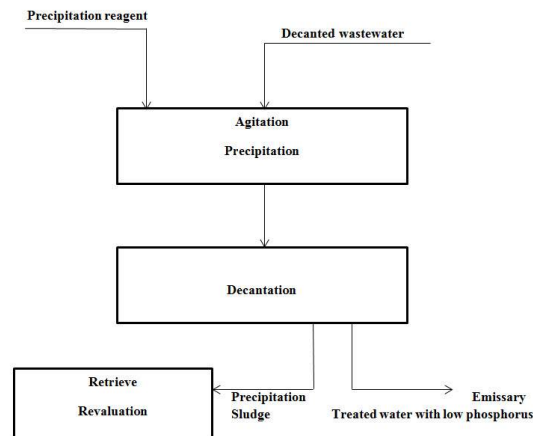 Precipitation reagent
Decanted wastewater
Agitation
Precipitation
Decantation
Retrieve
Revaluation
Precipitation
Sludge
Emissary
Treated water with low phosphorus